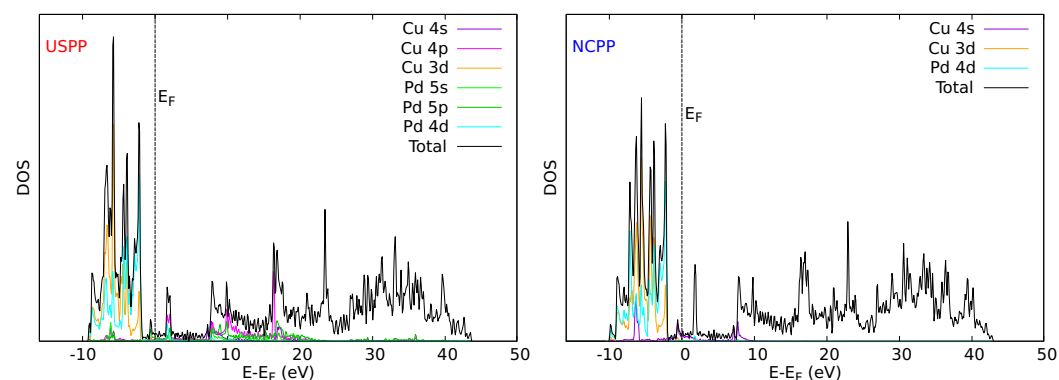 USPP
Cu 4s
Cu 4p
Cu 3d
Pd 5s
Pd 5p
Pd 4d
Total
E_F
DOS
-10 0 10 20 30 40 50
E-E_F (eV)
NCPP
Cu 4s
Cu 3d
Pd 4d
Total
E_F
DOS
-10 0 10 20 30 40 50
E-E_F (eV)